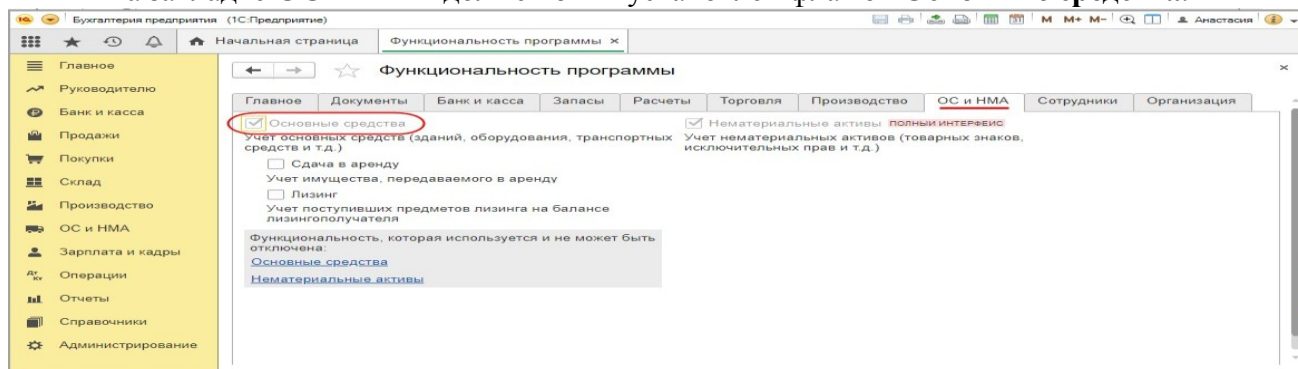 Бухгалтерия предприятия (1С:Предприятие)
M M+ M- Анастасия
Начальная страница Функциональность программы ×
Главное
Руководителю
Банк и касса
Продажи
Покупки
Склад
Производство
ОС и НМА
Зарплата и кадры
Операции
Отчеты
Справочники
Администрирование
Функциональность программы
Главное Документы Банк и касса Запасы Расчеты Торговля Производство ОС и НМА Сотрудники Организация
Основные средства
Учет основных средств (зданий, оборудования, транспортных
средств и т.д.)
Сдача в аренду
Учет имущества, передаваемого в аренду
Лизинг
Учет поступивших предметов лизинга на балансе
лизингополучателя
Функциональность, которая используется и не может быть
отключена:
Основные средства
Нематериальные активы
Нематериальные активы ПОЛНЫЙ ИНТЕРФЕЙС
Учет нематериальных активов (товарных знаков,
исключительных прав и т.д.)